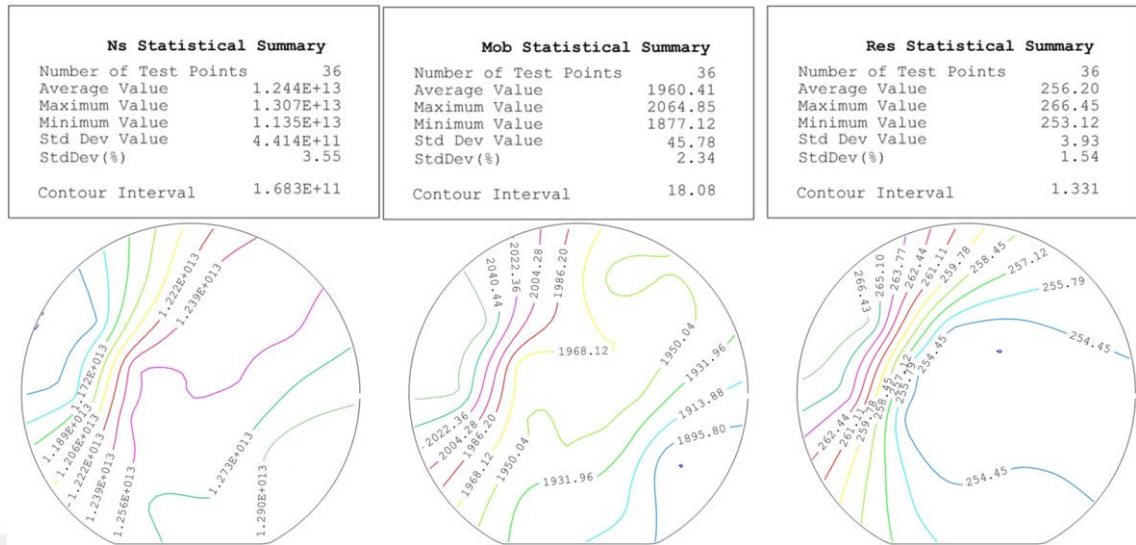 Ns Statistical Summary
Number of Test Points 36
Average Value 1.244E+13
Maximum Value 1.307E+13
Minimum Value 1.135E+13
Std Dev Value 4.414E+11
StdDev(%) 3.55
Contour Interval 1.683E+11
Mob Statistical Summary
Number of Test Points 36
Average Value 1960.41
Maximum Value 2064.85
Minimum Value 1877.12
Std Dev Value 45.78
StdDev(%) 2.34
Contour Interval 18.08
Res Statistical Summary
Number of Test Points 36
Average Value 256.20
Maximum Value 266.45
Minimum Value 253.12
Std Dev Value 3.93
StdDev(%) 1.54
Contour Interval 1.331
1.222E+013
1.239E+013
1.172E+013
1.189E+013
1.206E+013
1.222E+013
1.239E+013
1.256E+013
1.273E+013
1.290E+013
2040.44
2022.36
2004.28
1986.20
1968.12
1950.04
1931.96
1913.88
1895.80
2022.36
2004.28
1986.20
1968.12
1950.04
1931.96
266.43
265.10
263.77
262.44
261.11
259.78
258.45
257.12
255.79
254.45
254.45
257.12
255.79
258.45
259.78
261.11
262.44
254.45